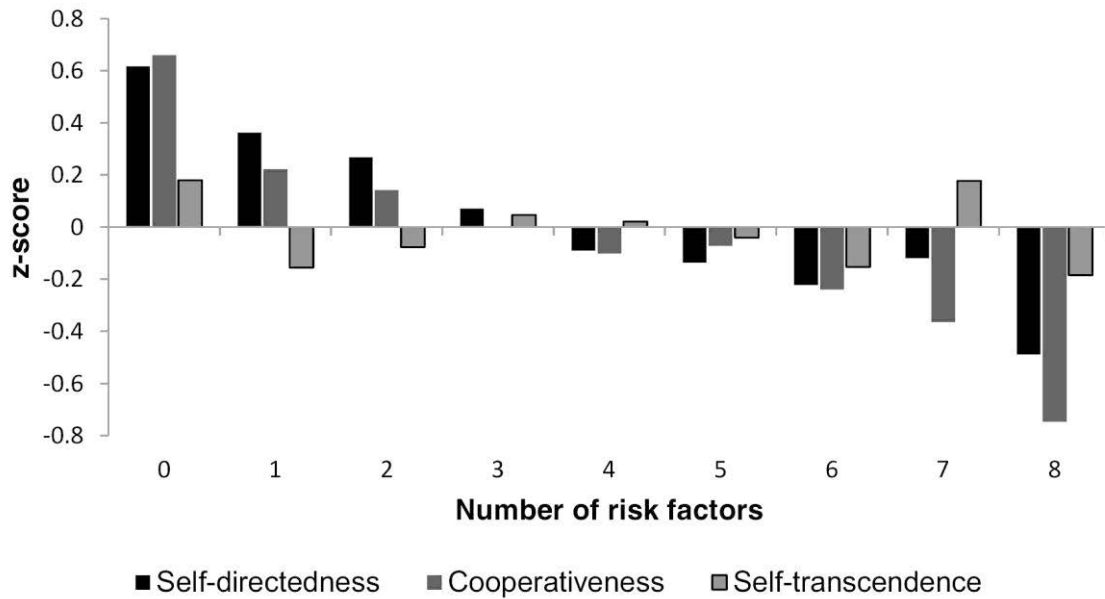 0.8
0.6
0.4
0.2
0
-0.2
-0.4
-0.6
-0.8
z-score
0 1 2 3 4 5 6 7 8
Number of risk factors
Self-directedness Cooperativeness Self-transcendence